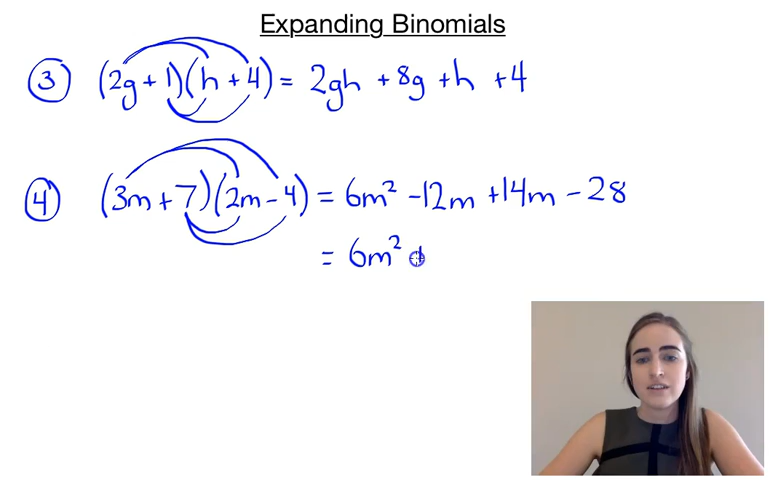 Expanding Binomials
③ (2g + 1)(h + 4) = 2gh + 8g + h + 4
④ (3m + 7)(2m - 4) = 6m² - 12m + 14m - 28
= 6m² +